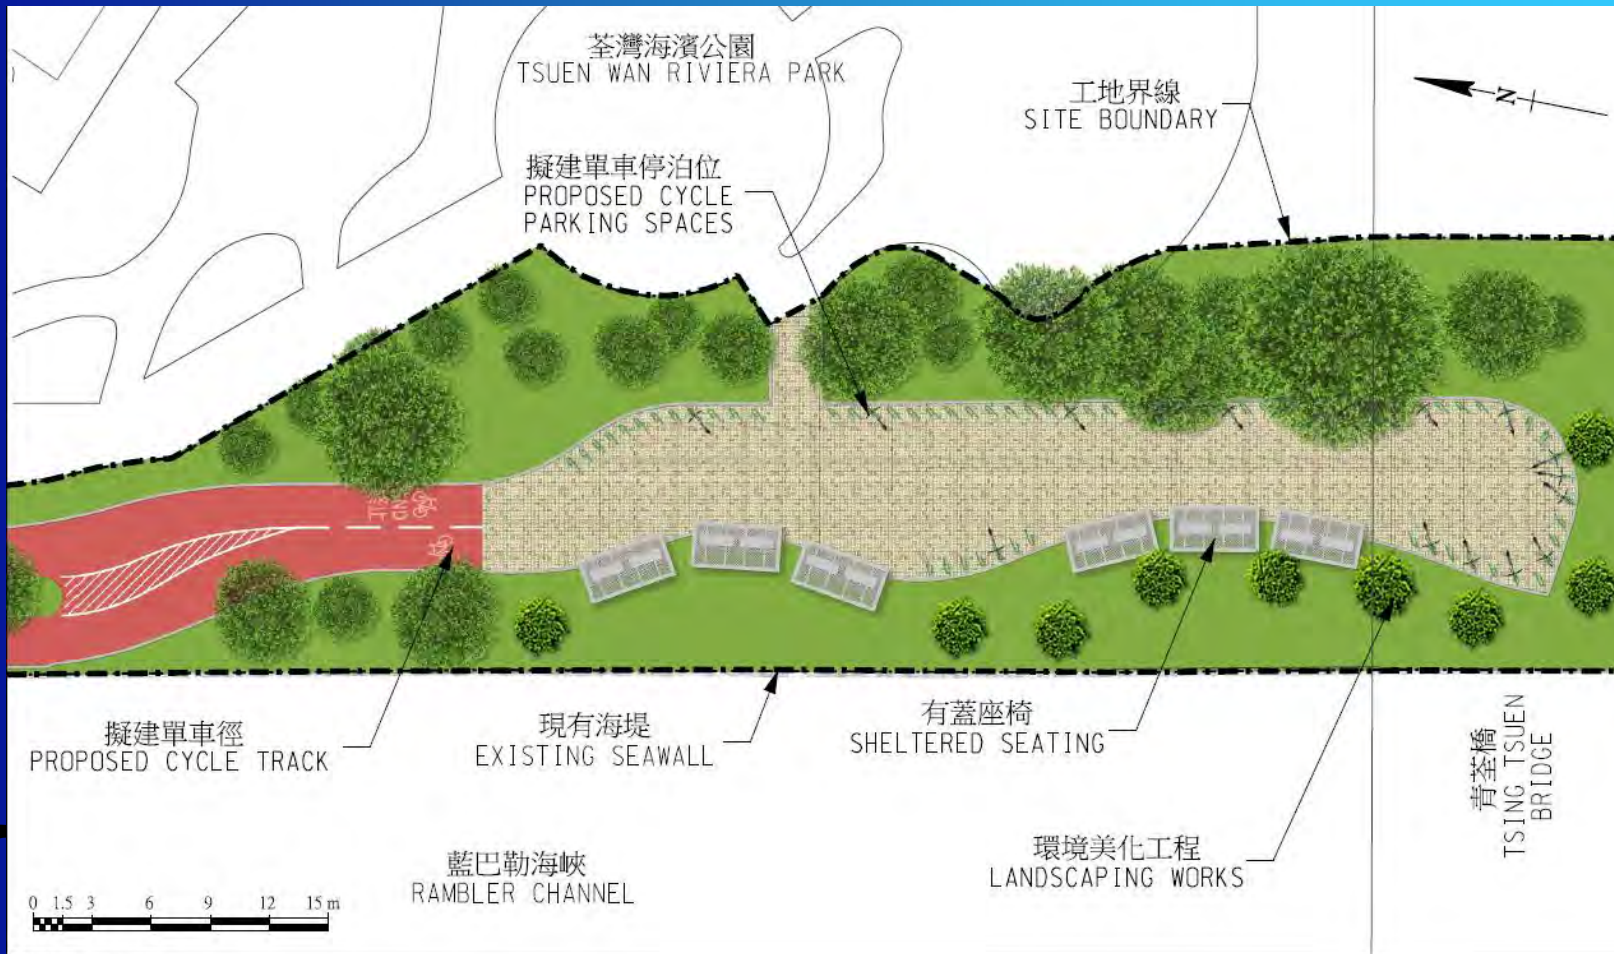 荃灣海濱公園
TSUEN WAN RIVIERA PARK
工地界線
SITE BOUNDARY
N
擬建單車停泊位
PROPOSED CYCLE
PARKING SPACES
擬建單車徑
PROPOSED CYCLE TRACK
現有海堤
EXISTING SEAWALL
有蓋座椅
SHELTERED SEATING
青荃橋
TSING TSUEN
BRIDGE
環境美化工程
LANDSCAPING WORKS
藍巴勒海峽
RAMBLER CHANNEL
0 1.5 3 6 9 12 15 m